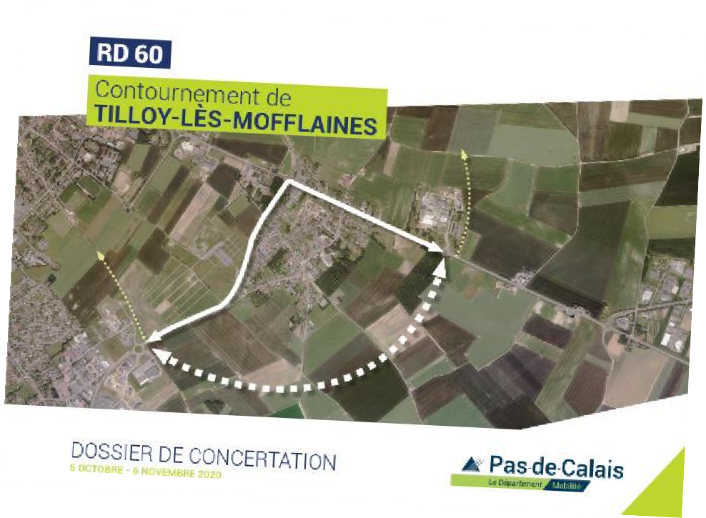 RD 60
Contournement de
TILLOY-LÈS-MOFFLAINES
DOSSIER DE CONCERTATION
5 OCTOBRE - 6 NOVEMBRE 2020
Pas-de-Calais
Le Département Mobilité